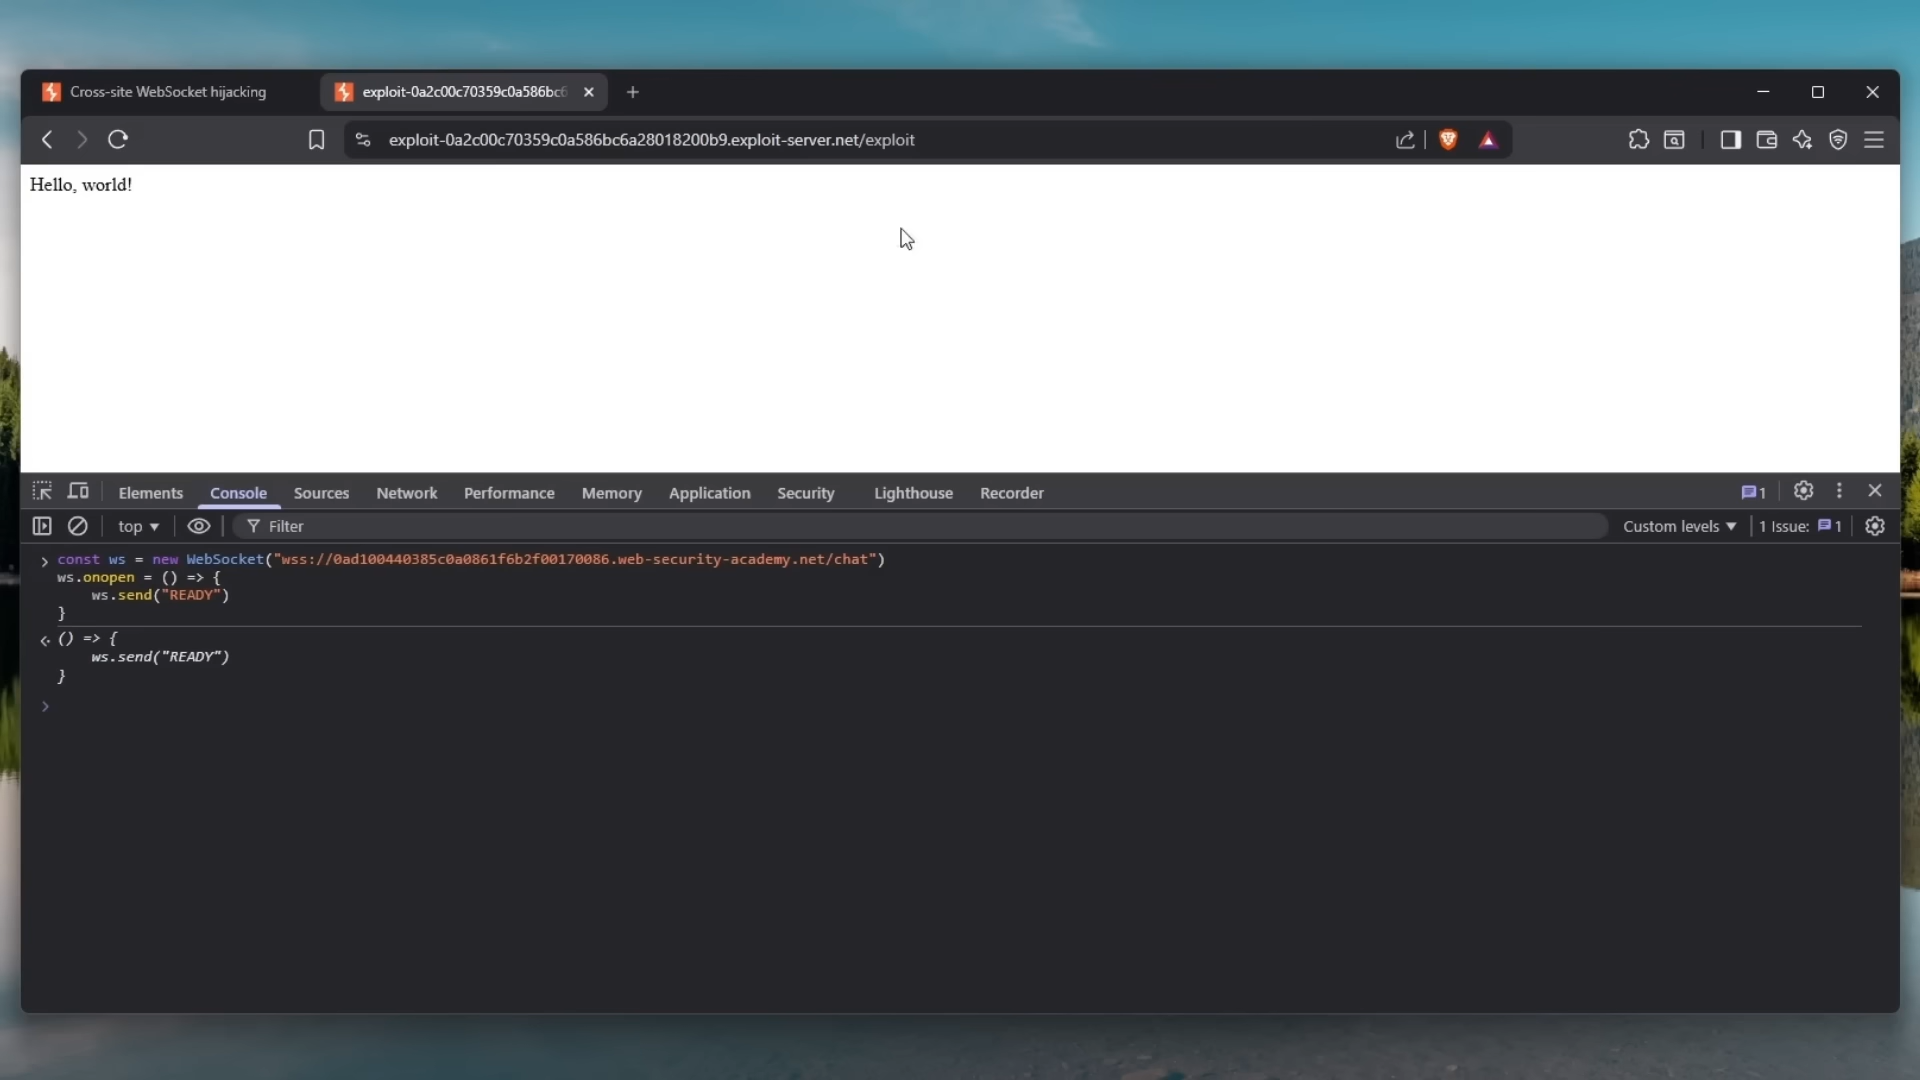 Cross-site WebSocket hijacking
exploit-0a2c00c70359c0a586bc6
exploit-0a2c00c70359c0a586bc6a28018200b9.exploit-server.net/exploit
Hello, world!
Elements Console Sources Network Performance Memory Application Security Lighthouse Recorder 1
top Filter Custom levels 1 Issue: 1
const ws = new WebSocket("wss://0ad100440385c0a0861f6b2f00170086.web-security-academy.net/chat")
ws.onopen = () => {
ws.send("READY")
}
() => {
ws.send("READY")
}